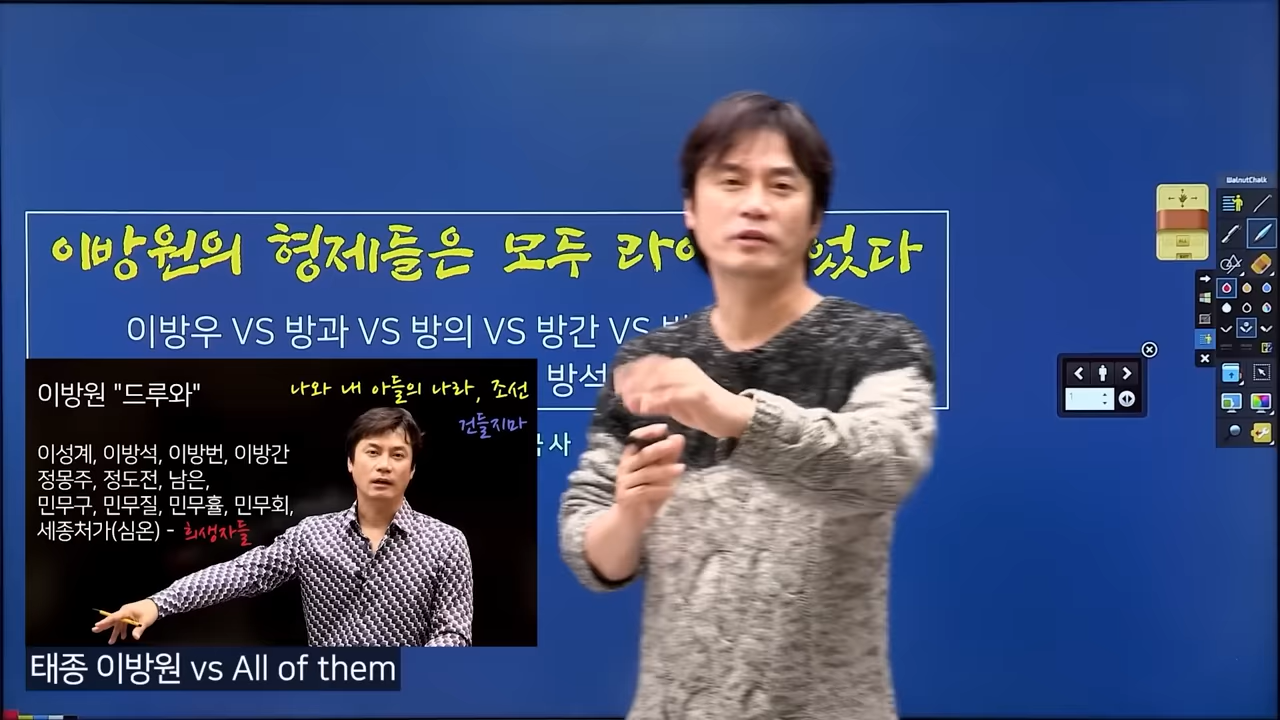 이방원의 형제들은 모두 라이 었다
이방우 VS 방과 VS 방의 VS 방간 VS
방선
사
이방원 "드루와"
나와 내 아들의 나라, 조선
건들지마
이성계, 이방석, 이방번, 이방간
정몽주, 정도전, 남은,
민무구, 민무질, 민무휼, 민무회,
세종처가(심온) - 희생자들
태종 이방원 vs All of them
WalnutChalk
1